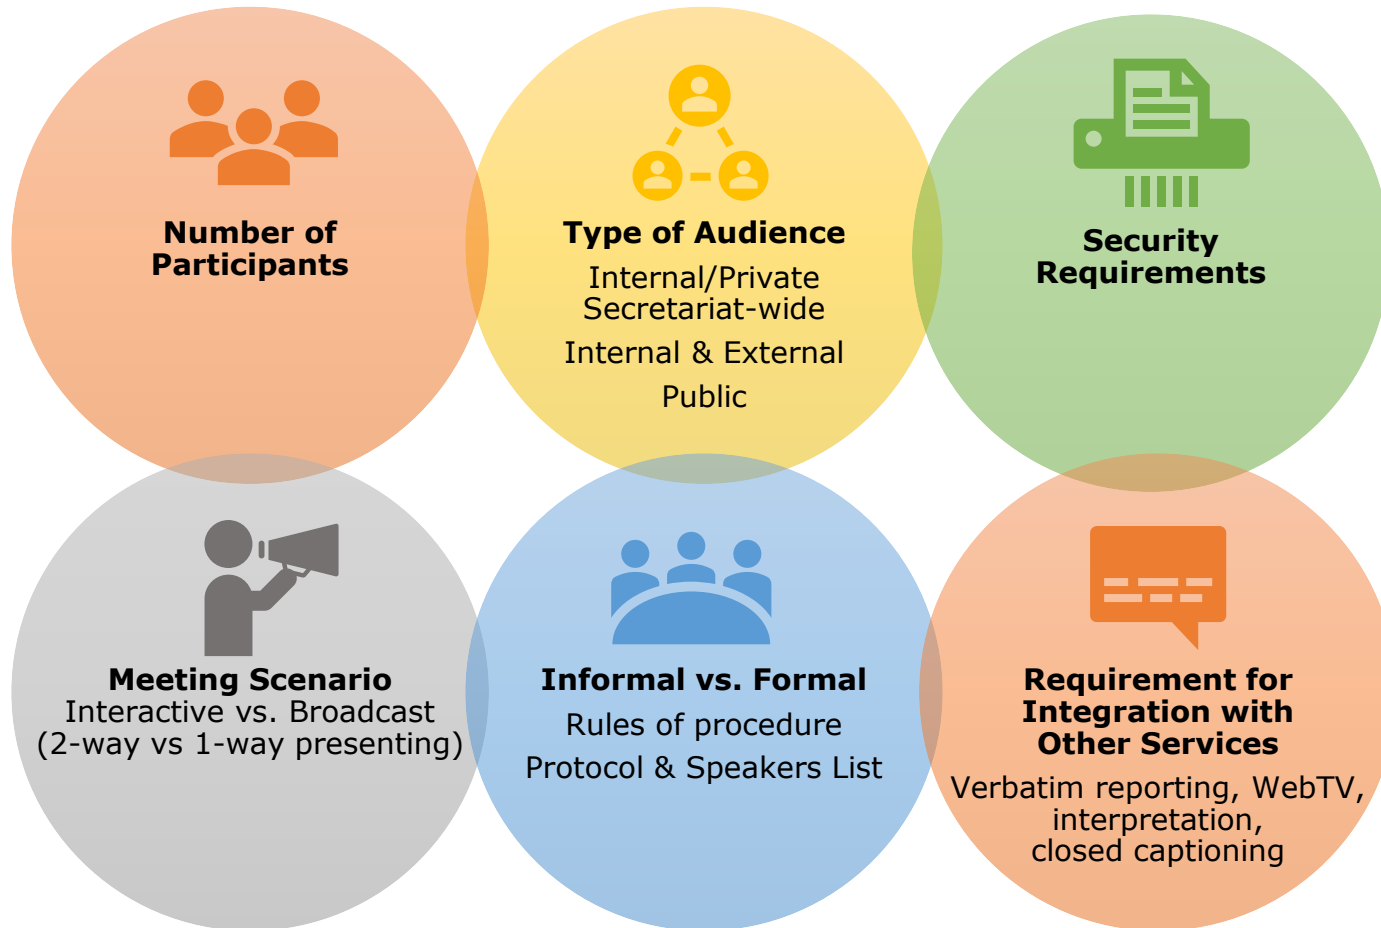 Number of
Participants
Type of Audience
Internal/Private
Secretariat-wide
Internal & External
Public
Security
Requirements
Meeting Scenario
Interactive vs. Broadcast
(2-way vs 1-way presenting)
Informal vs. Formal
Rules of procedure
Protocol & Speakers List
Requirement for
Integration with
Other Services
Verbatim reporting, WebTV,
interpretation,
closed captioning